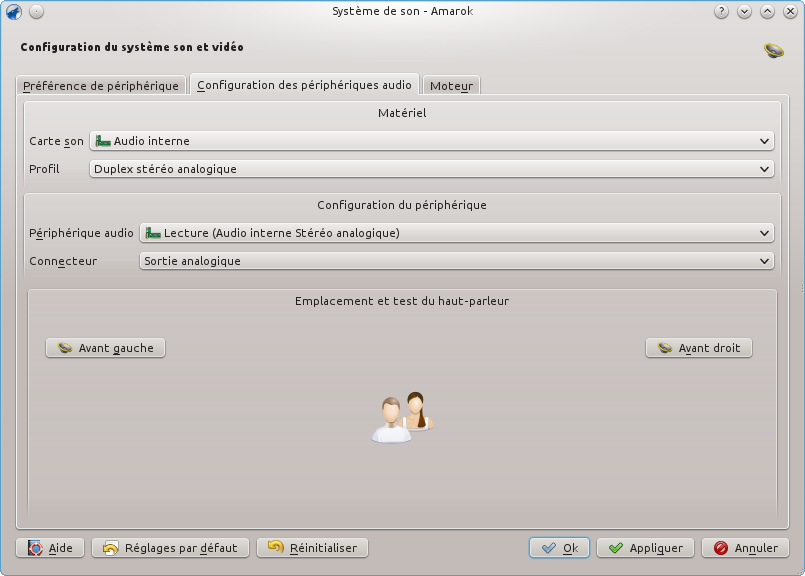 Système de son - Amarok
Configuration du système son et vidéo
Préférence de périphérique Configuration des périphériques audio Moteur
Matériel
Carte son Audio interne
Profil Duplex stéréo analogique
Configuration du périphérique
Périphérique audio Lecture (Audio interne Stéréo analogique)
Connecteur Sortie analogique
Emplacement et test du haut-parleur
Avant gauche Avant droit
Aide Réglages par défaut Réinitialiser Ok Appliquer Annuler